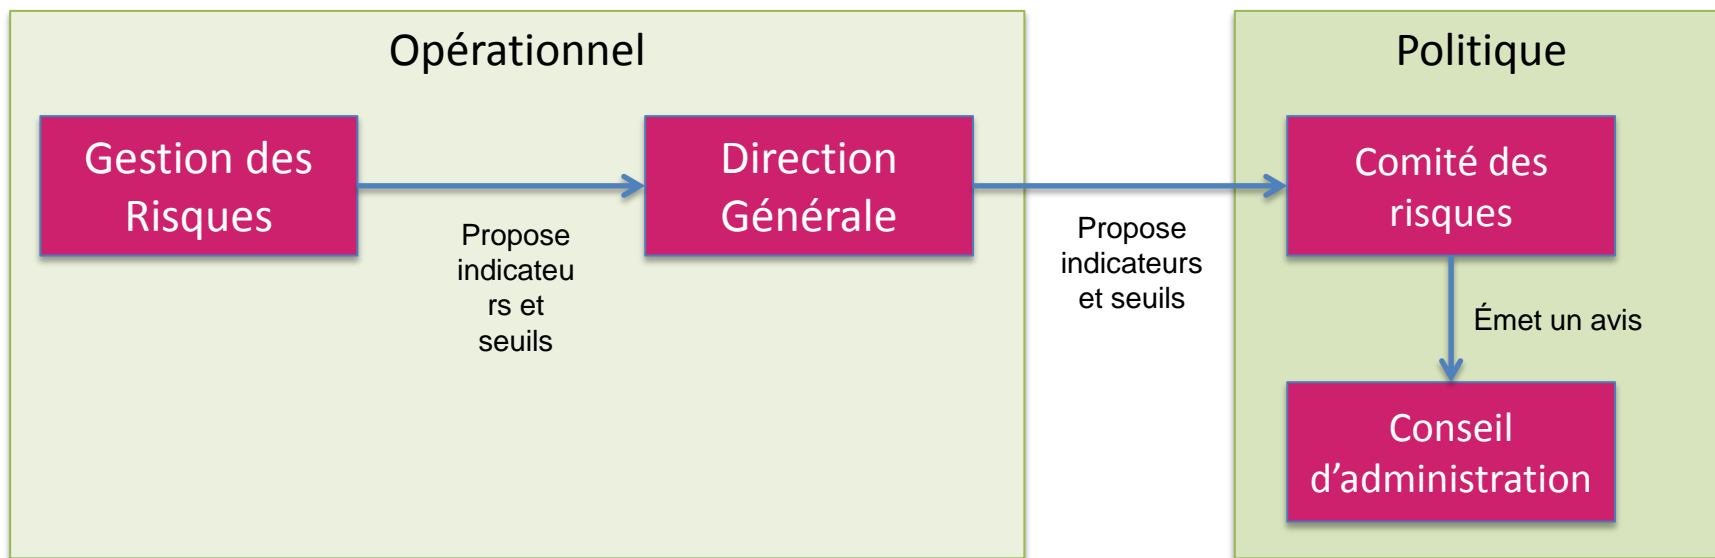 Opérationnel
Gestion des
Risques
Propose
indicateu
rs et
seuils
Direction
Générale
Propose
indicateurs
et seuils
Politique
Comité des
risques
Émet un avis
Conseil
d’administration